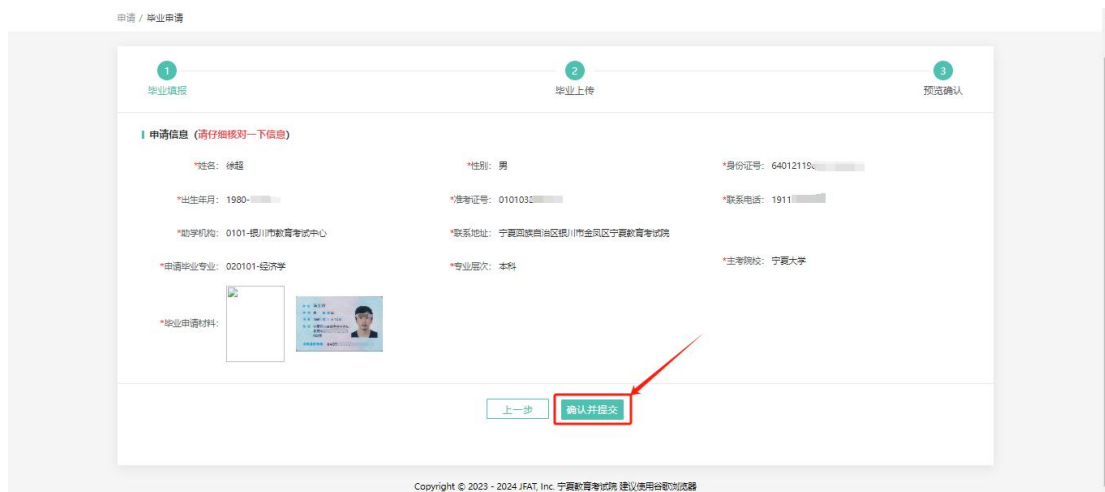 申请 / 毕业申请
1
2
3
毕业填报
毕业上传
预览确认
申请信息（请仔细核对一下信息）
*姓名： 徐超
*性别： 男
*身份证号： 64012119
*出生年月： 1980-
*准考证号： 010103
*联系电话： 1911
*助学机构： 0101-银川市教育考试中心
*联系地址： 宁夏回族自治区银川市金凤区宁夏教育考试院
*申请毕业专业： 020101-经济学
*专业层次： 本科
*主考院校： 宁夏大学
*毕业申请材料：
上一步
确认并提交
Copyright © 2023 - 2024 JFAT, Inc. 宁夏教育考试院 建议使用谷歌浏览器